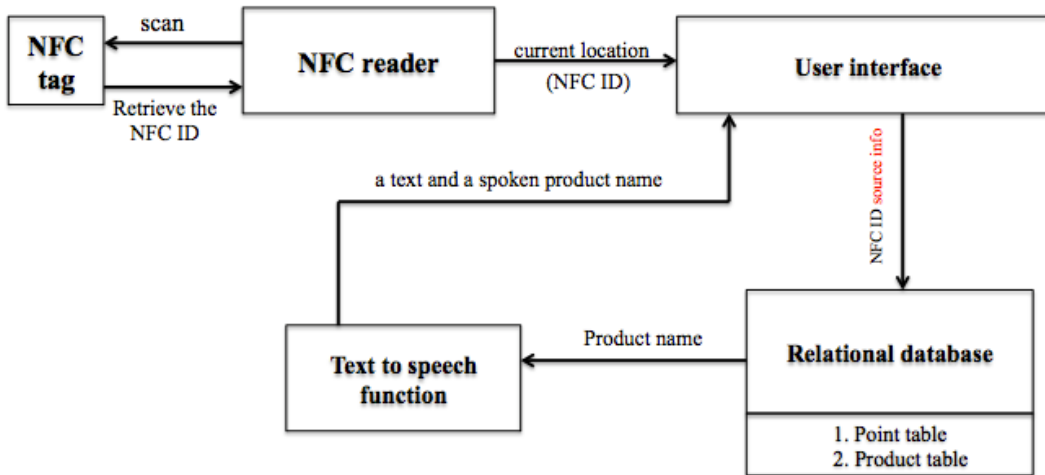 scan
NFC
tag
NFC reader
Retrieve the
NFC ID
current location
(NFC ID)
User interface
a text and a spoken product name
NFC ID source info
Product name
Text to speech
function
Relational database
1. Point table
2. Product table